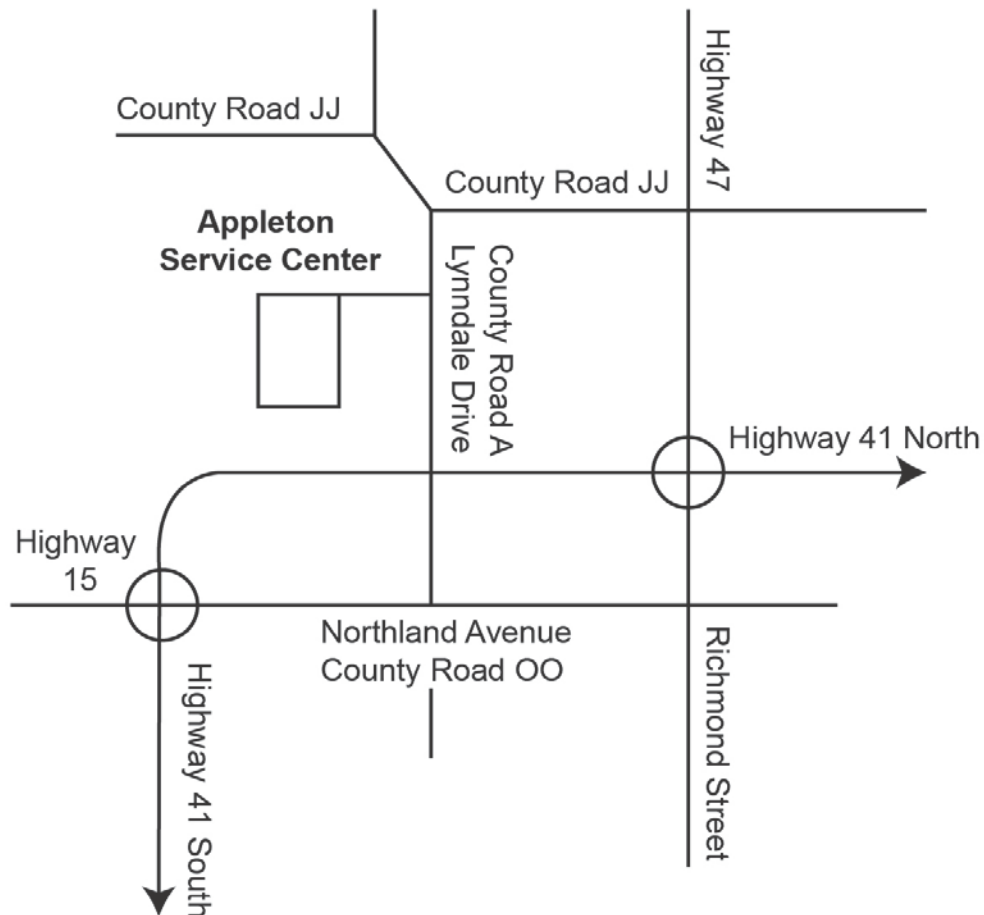 County Road JJ
Highway 47
County Road JJ
Appleton
Service Center
County Road A
Lynndale Drive
Highway 41 North
Highway
15
Northland Avenue
County Road OO
Highway 41 South
Richmond Street